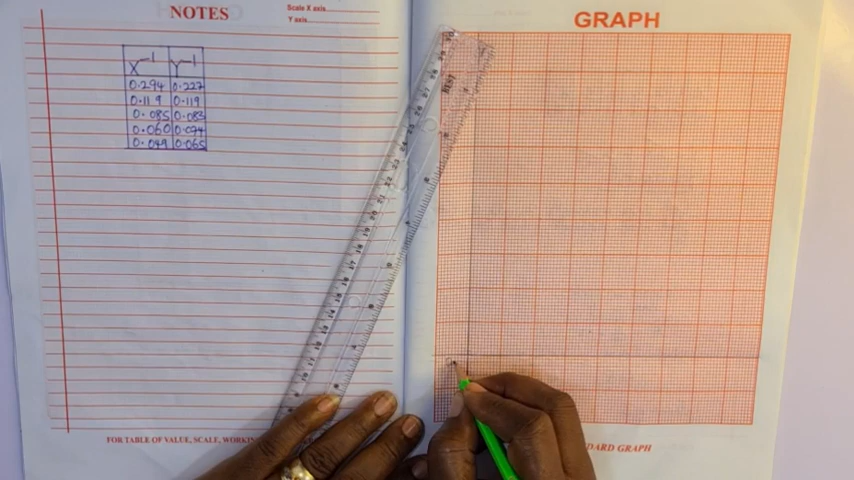 NOTES
Scale X axis
Y axis
X⁻¹ Y⁻¹
0.294 0.227
0.119 0.119
0.085 0.083
0.060 0.074
0.049 0.065
FOR TABLE OF VALUE, SCALE, WORKIN
GRAPH
BEST
DARD GRAPH